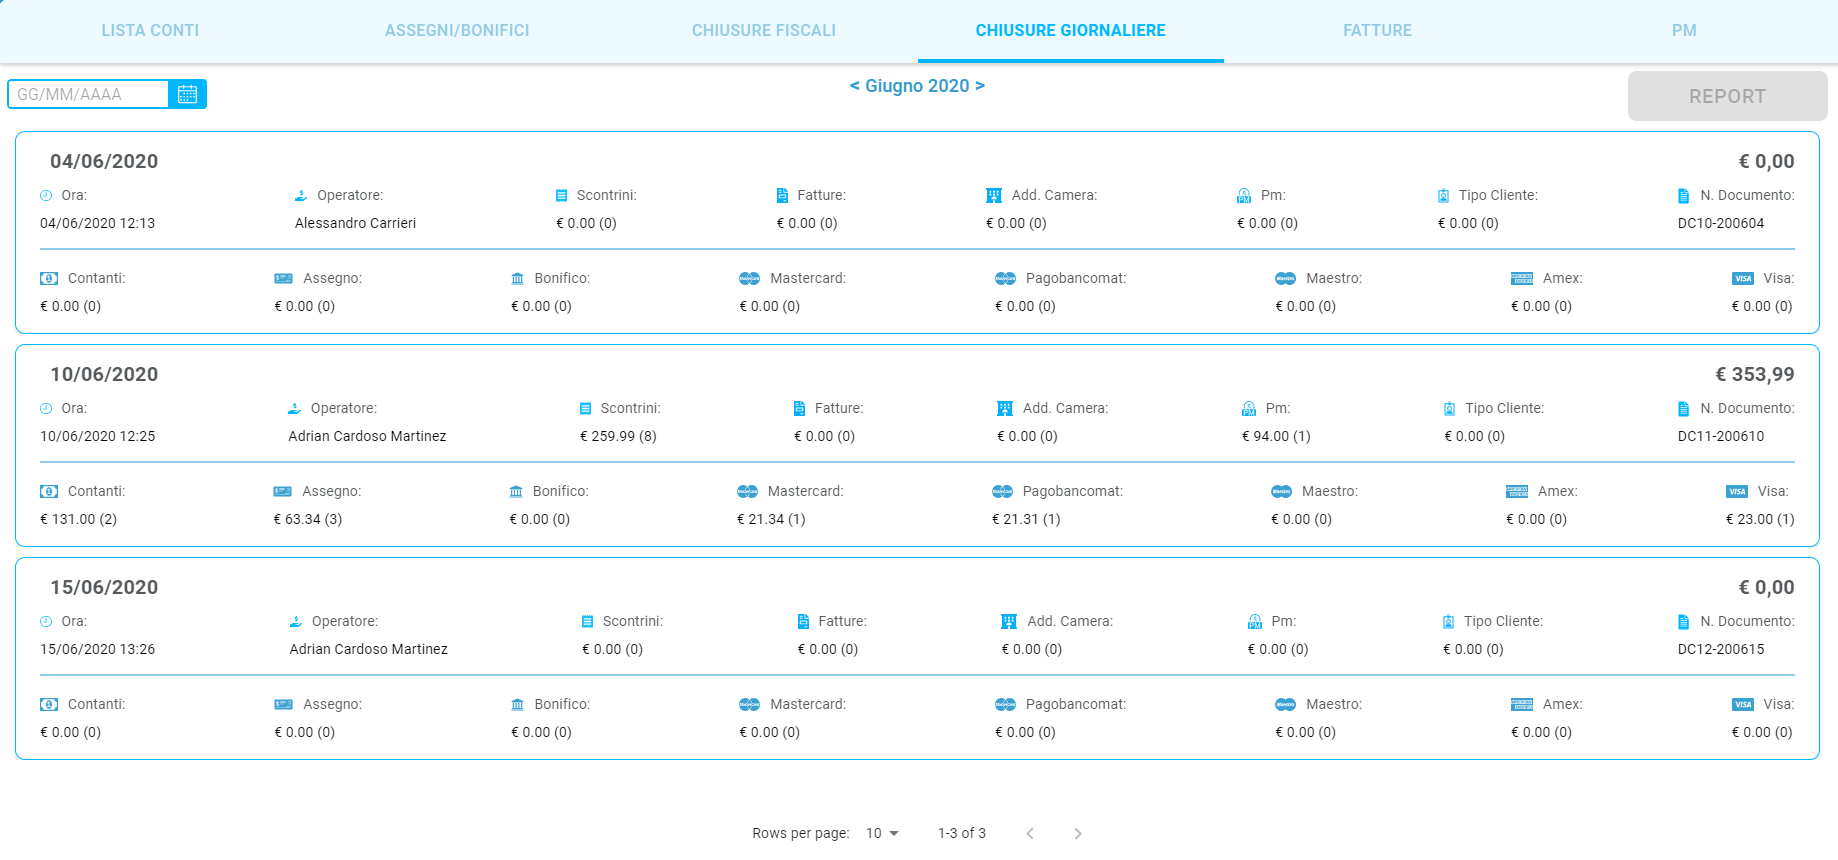 LISTA CONTI ASSEGNI/BONIFICI CHIUSURE FISCALI CHIUSURE GIORNALIERE FATTURE PM
GG/MM/AAAA < Giugno 2020 > REPORT
04/06/2020 € 0,00
Ora: Operatore: Scontrini: Fatture: Add. Camera: Pm: Tipo Cliente: N. Documento:
04/06/2020 12:13 Alessandro Carrieri € 0.00 (0) € 0.00 (0) € 0.00 (0) € 0.00 (0) € 0.00 (0) DC10-200604
Contanti: Assegno: Bonifico: Mastercard: Pagobancomat: Maestro: Amex: VISA Visa:
€ 0.00 (0) € 0.00 (0) € 0.00 (0) € 0.00 (0) € 0.00 (0) € 0.00 (0) € 0.00 (0) € 0.00 (0)
10/06/2020 € 353,99
Ora: Operatore: Scontrini: Fatture: Add. Camera: Pm: Tipo Cliente: N. Documento:
10/06/2020 12:25 Adrian Cardoso Martinez € 259.99 (8) € 0.00 (0) € 0.00 (0) € 94.00 (1) € 0.00 (0) DC11-200610
Contanti: Assegno: Bonifico: Mastercard: Pagobancomat: Maestro: Amex: VISA Visa:
€ 131.00 (2) € 63.34 (3) € 0.00 (0) € 21.34 (1) € 21.31 (1) € 0.00 (0) € 0.00 (0) € 23.00 (1)
15/06/2020 € 0,00
Ora: Operatore: Scontrini: Fatture: Add. Camera: Pm: Tipo Cliente: N. Documento:
15/06/2020 13:26 Adrian Cardoso Martinez € 0.00 (0) € 0.00 (0) € 0.00 (0) € 0.00 (0) € 0.00 (0) DC12-200615
Contanti: Assegno: Bonifico: Mastercard: Pagobancomat: Maestro: Amex: VISA Visa:
€ 0.00 (0) € 0.00 (0) € 0.00 (0) € 0.00 (0) € 0.00 (0) € 0.00 (0) € 0.00 (0) € 0.00 (0)
Rows per page: 10 1-3 of 3